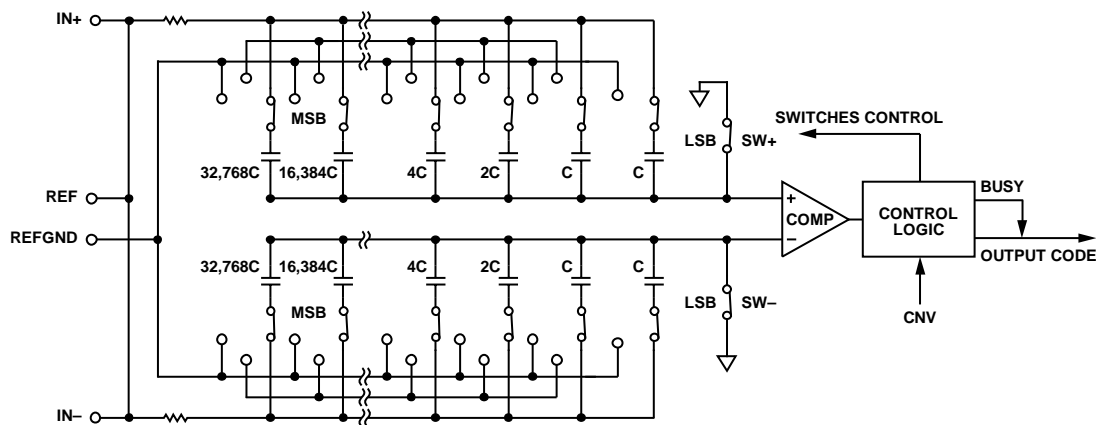 IN+
MSB
LSB
SW+
SWITCHES CONTROL
32,768C
16,384C
4C
2C
C
C
BUSY
REF
+
COMP
CONTROL
LOGIC
REFGND
–
OUTPUT CODE
32,768C
16,384C
4C
2C
C
C
MSB
LSB
SW–
CNV
IN–